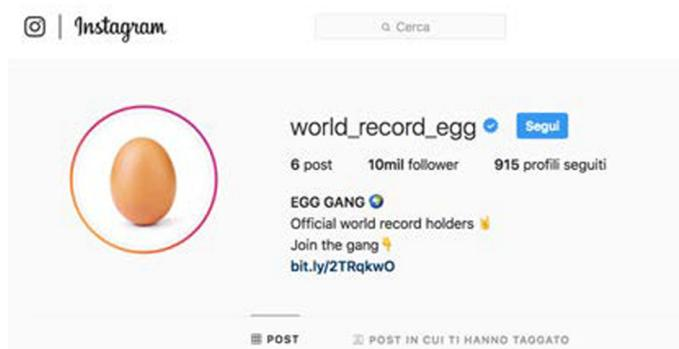 Instagram
Cerca
world_record_egg Segui
6 post 10mil follower 915 profili seguiti
EGG GANG 🌍
Official world record holders 🤘
Join the gang👇
bit.ly/2TRqkwO
POST POST IN CUI TI HANNO TAGGATO